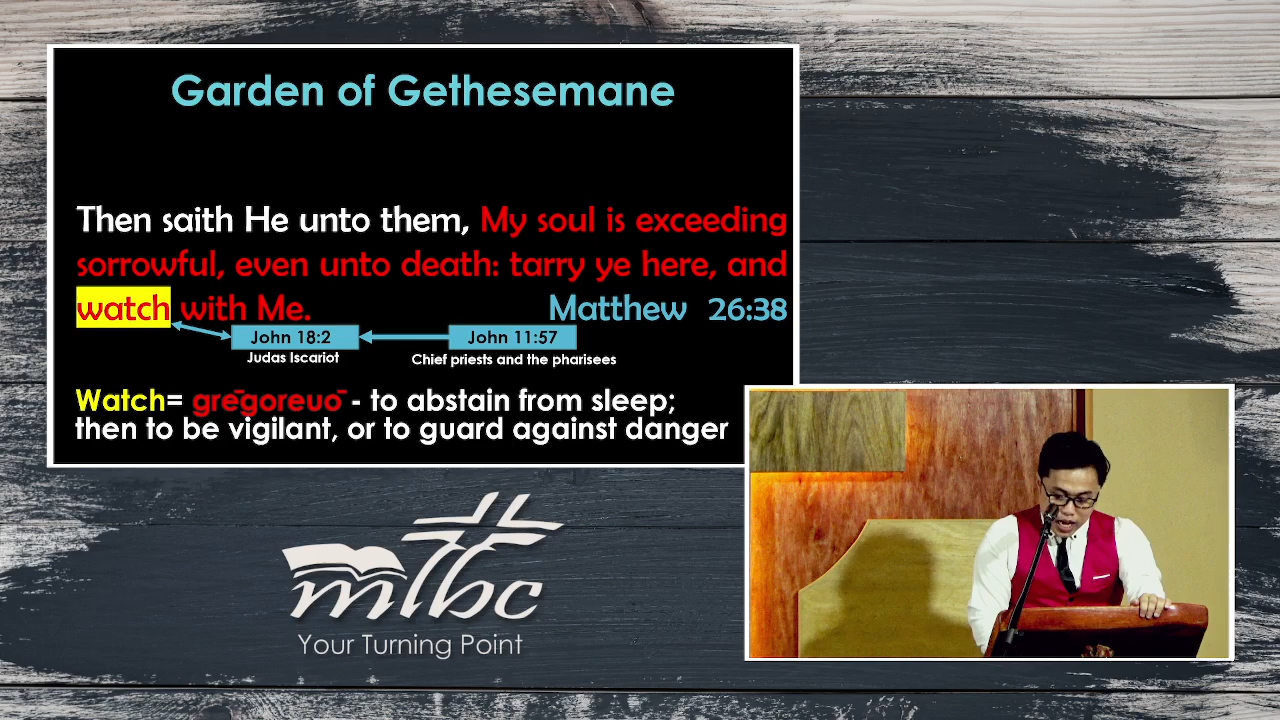 Garden of Gethesemane
Then saith He unto them, My soul is exceeding
sorrowful, even unto death: tarry ye here, and
watch with Me. Matthew 26:38
John 18:2 John 11:57
Judas Iscariot Chief priests and the pharisees
Watch= grēgoreuō - to abstain from sleep;
then to be vigilant, or to guard against danger
mlbc
Your Turning Point